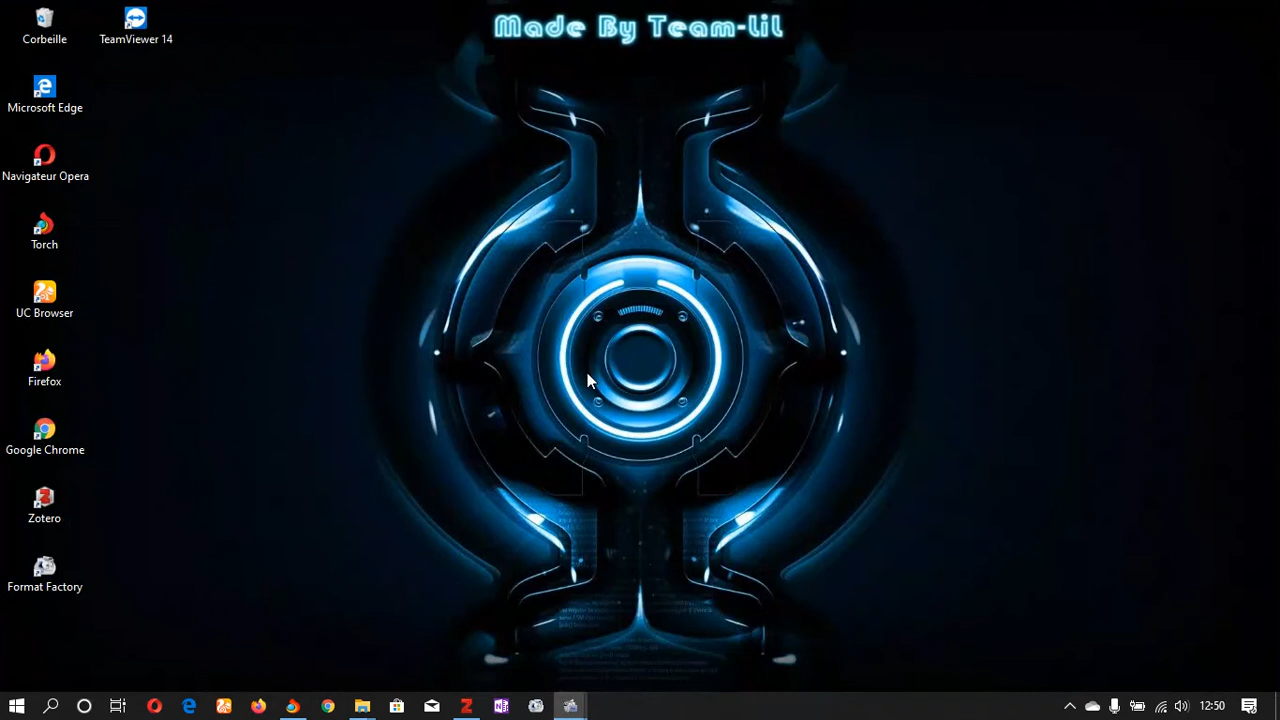 Made By Team-LiL
Corbeille
TeamViewer 14
Microsoft Edge
Navigateur Opera
Torch
UC Browser
Firefox
Google Chrome
Zotero
Format Factory
12:50